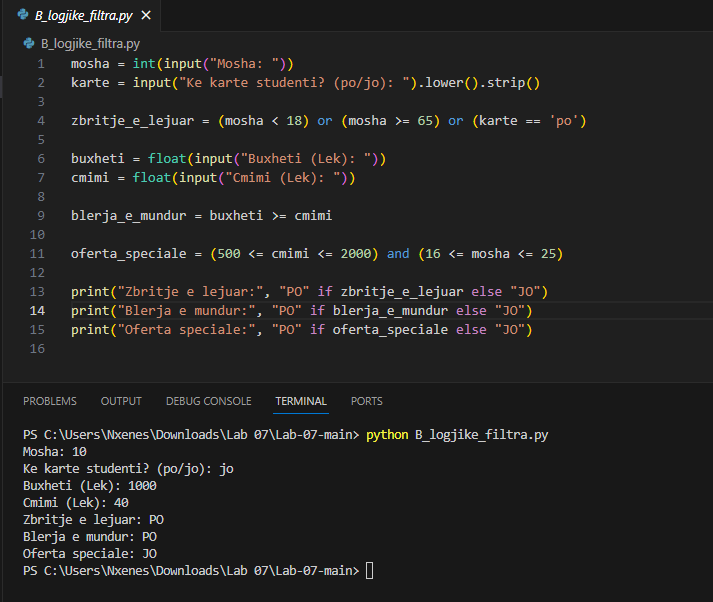 B_logjike_filtra.py ×
B_logjike_filtra.py
1 mosha = int(input("Mosha: "))
2 karte = input("Ke karte studenti? (po/jo): ").lower().strip()
3
4 zbritje_e_lejuar = (mosha < 18) or (mosha >= 65) or (karte == 'po')
5
6 buxheti = float(input("Buxheti (Lek): "))
7 cmimi = float(input("Cmimi (Lek): "))
8
9 blerja_e_mundur = buxheti >= cmimi
10
11 oferta_speciale = (500 <= cmimi <= 2000) and (16 <= mosha <= 25)
12
13 print("Zbritje e lejuar:", "PO" if zbritje_e_lejuar else "JO")
14 print("Blerja e mundur:", "PO" if blerja_e_mundur else "JO")
15 print("Oferta speciale:", "PO" if oferta_speciale else "JO")
16
PROBLEMS OUTPUT DEBUG CONSOLE TERMINAL PORTS
PS C:\Users\Nxenes\Downloads\Lab 07\Lab-07-main> python B_logjike_filtra.py
Mosha: 10
Ke karte studenti? (po/jo): jo
Buxheti (Lek): 1000
Cmimi (Lek): 40
Zbritje e lejuar: PO
Blerja e mundur: PO
Oferta speciale: JO
PS C:\Users\Nxenes\Downloads\Lab 07\Lab-07-main>